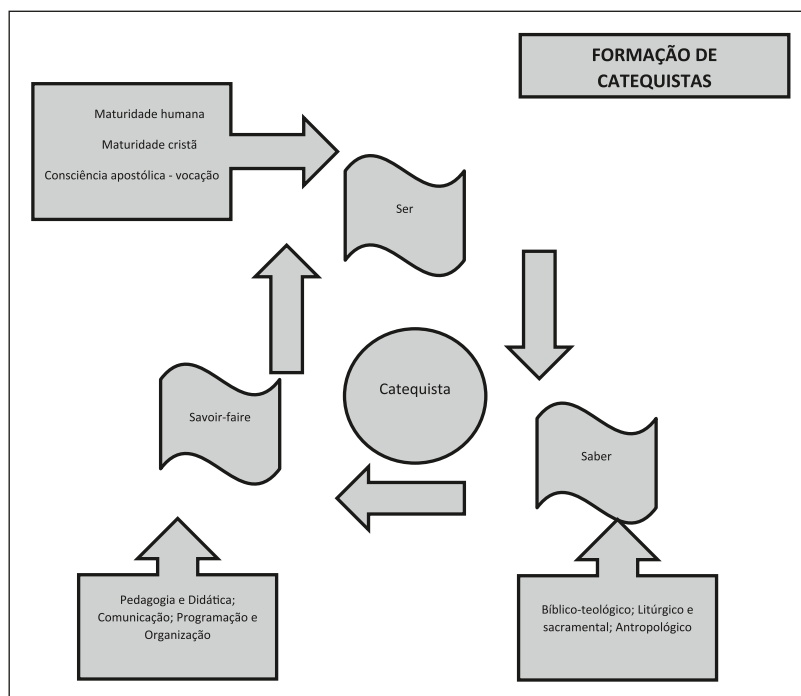 FORMAÇÃO DE
CATEQUISTAS
Maturidade humana
Maturidade cristã
Consciência apostólica - vocação
Ser
Catequista
Savoir-faire
Saber
Pedagogia e Didática;
Comunicação; Programação e
Organização
Bíblico-teológico; Litúrgico e
sacramental; Antropológico